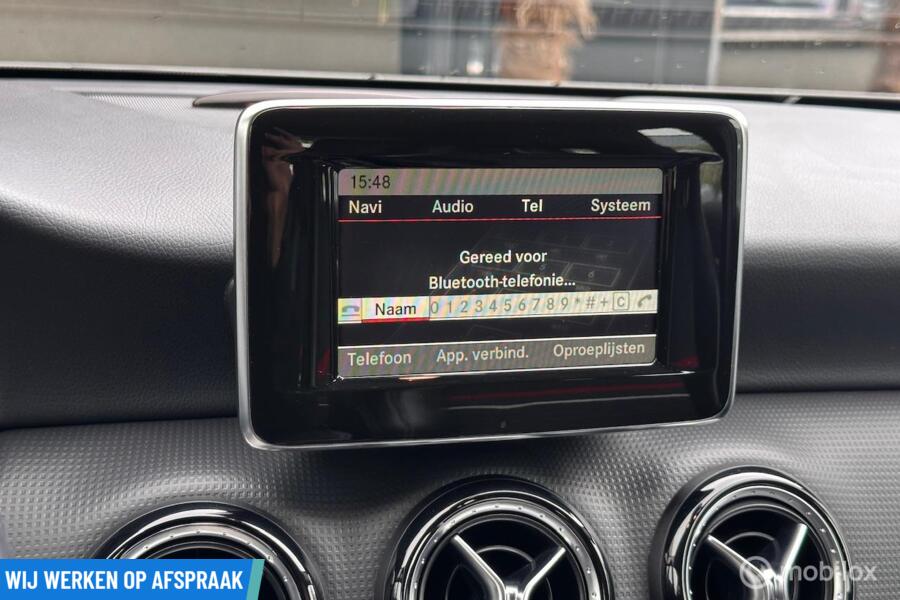 15:48
Navi Audio Tel Systeem
Gereed voor
Bluetooth-telefonie...
Naam 0 1 2 3 4 5 6 7 8 9 * # + C
Telefoon App. verbind. Oproeplijsten
WIJ WERKEN OP AFSPRAAK
mobilox